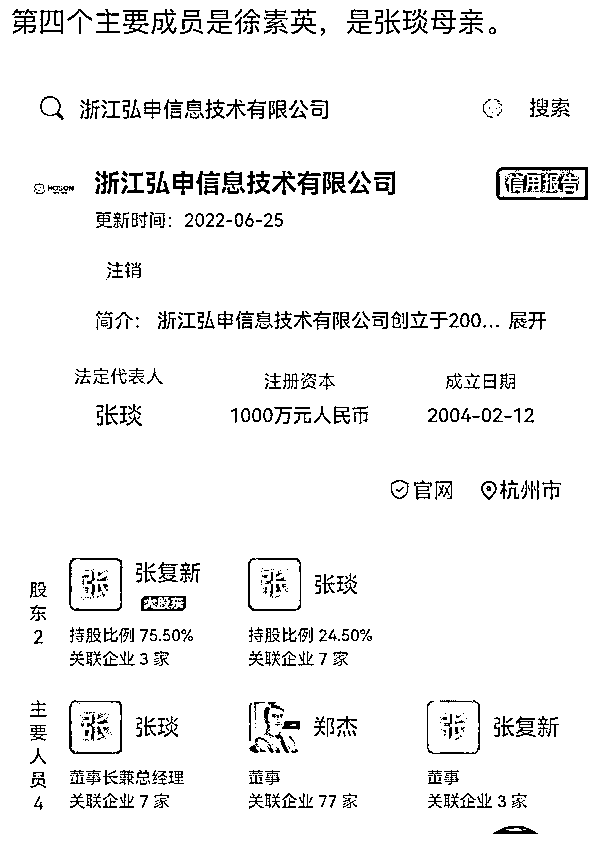 第四个主要成员是徐素英，是张琰母亲。
浙江弘申信息技术有限公司 搜索
浙江弘申信息技术有限公司 信用报告
更新时间：2022-06-25
注销
简介： 浙江弘申信息技术有限公司创立于200... 展开
法定代表人 注册资本 成立日期
张琰 1000万元人民币 2004-02-12
官网 杭州市
股东2
张 张复新 张 张琰
大股东
持股比例 75.50% 持股比例 24.50%
关联企业 3 家 关联企业 7 家
主要人员4
张 张琰 郑杰 张 张复新
董事长兼总经理 董事 董事
关联企业 7 家 关联企业 77 家 关联企业 3 家